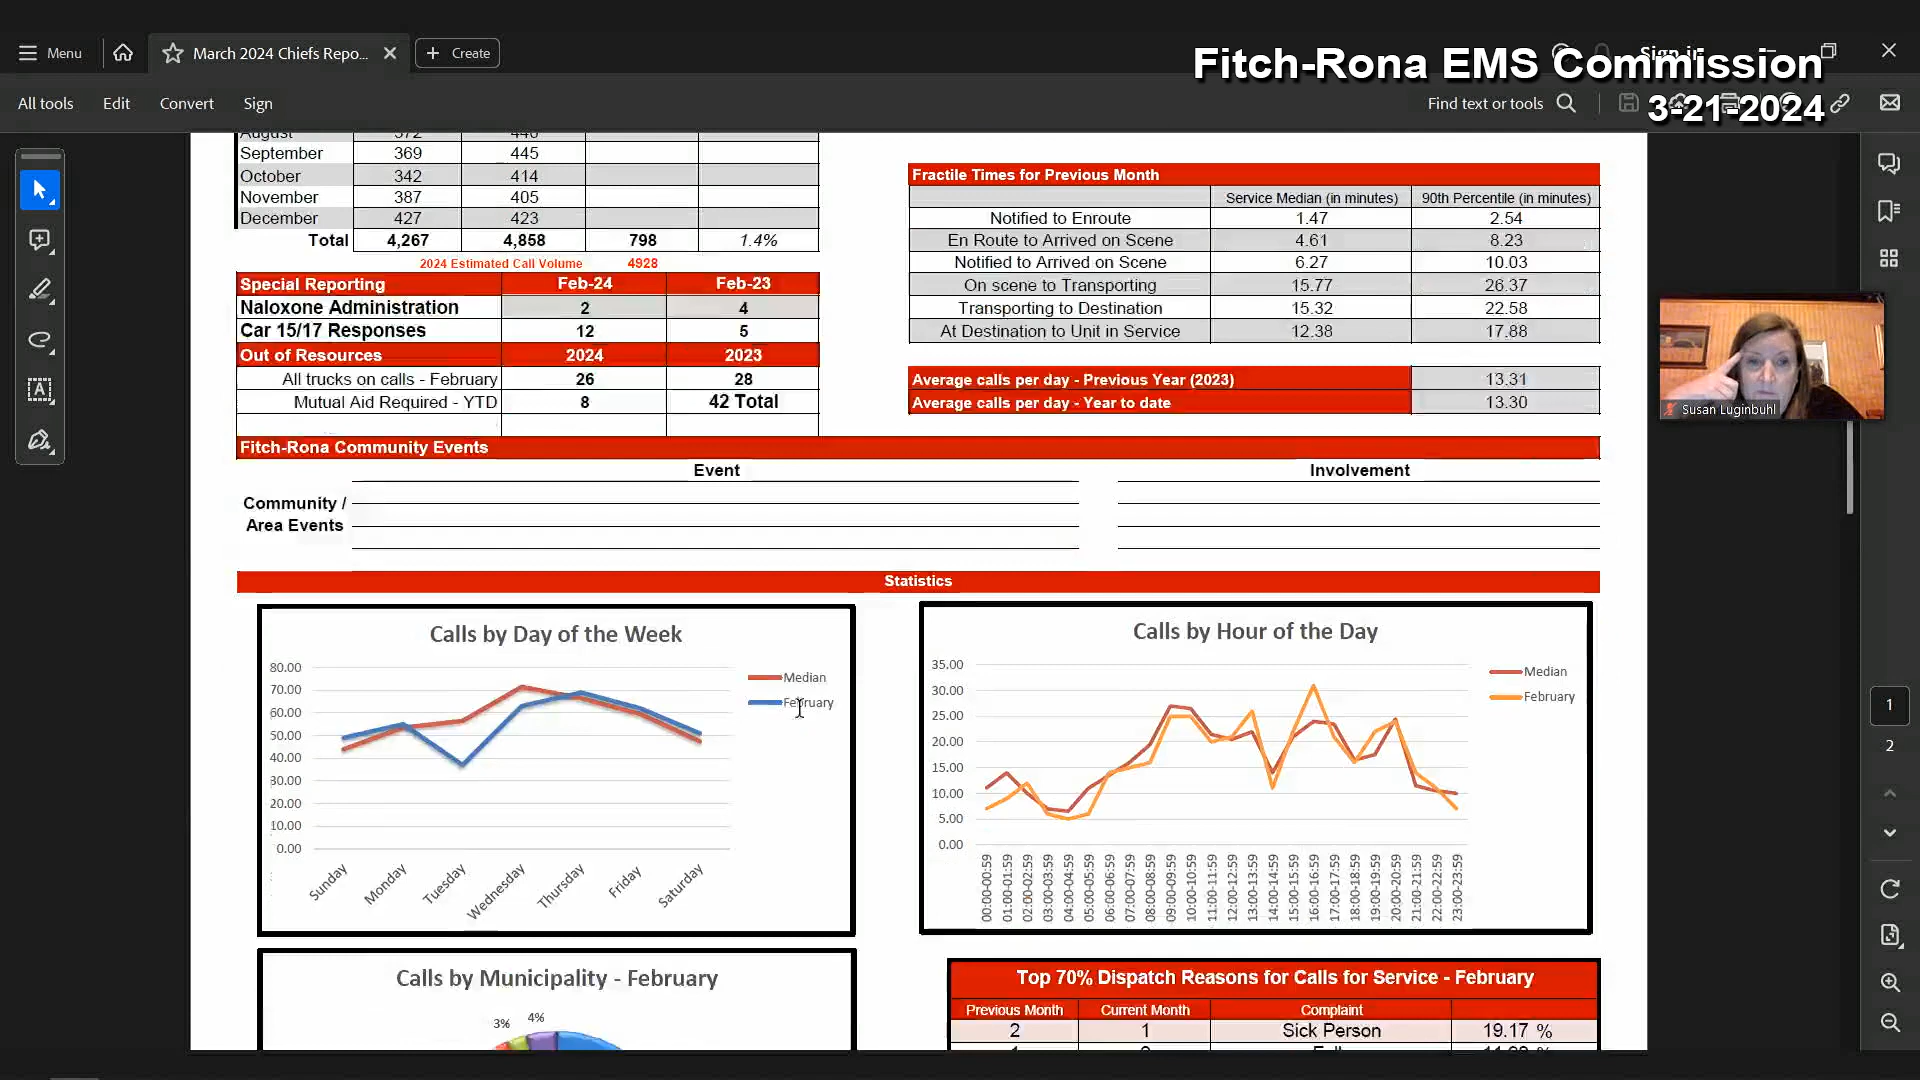 Menu
March 2024 Chiefs Repo...
Create
Fitch-Rona EMS Commission
3-21-2024
All tools Edit Convert Sign
Find text or tools
September 369 445
October 342 414
November 387 405
December 427 423
Total 4,267 4,858 798 1.4%
2024 Estimated Call Volume 4928
Special Reporting Feb-24 Feb-23
Naloxone Administration 2 4
Car 15/17 Responses 12 5
Out of Resources 2024 2023
All trucks on calls - February 26 28
Mutual Aid Required - YTD 8 42 Total
Fractile Times for Previous Month
Service Median (in minutes) 90th Percentile (in minutes)
Notified to Enroute 1.47 2.54
En Route to Arrived on Scene 4.61 8.23
Notified to Arrived on Scene 6.27 10.03
On scene to Transporting 15.77 26.37
Transporting to Destination 15.32 22.58
At Destination to Unit in Service 12.38 17.88
Average calls per day - Previous Year (2023) 13.31
Average calls per day - Year to date 13.30
Susan Luginbuhl
Fitch-Rona Community Events
Event Involvement
Community /
Area Events
Statistics
Calls by Day of the Week
80.00
70.00
60.00
50.00
40.00
30.00
20.00
10.00
0.00
Sunday Monday Tuesday Wednesday Thursday Friday Saturday
Median
February
Calls by Hour of the Day
35.00
30.00
25.00
20.00
15.00
10.00
5.00
0.00
00:00-00:59 01:00-01:59 02:00-02:59 03:00-03:59 04:00-04:59 05:00-05:59 06:00-06:59 07:00-07:59 08:00-08:59 09:00-09:59 10:00-10:59 11:00-11:59 12:00-12:59 13:00-13:59 14:00-14:59 15:00-15:59 16:00-16:59 17:00-17:59 18:00-18:59 19:00-19:59 20:00-20:59 21:00-21:59 22:00-22:59 23:00-23:59
Median
February
1
2
Calls by Municipality - February
3% 4%
Top 70% Dispatch Reasons for Calls for Service - February
Previous Month Current Month Complaint
2 1 Sick Person 19.17 %